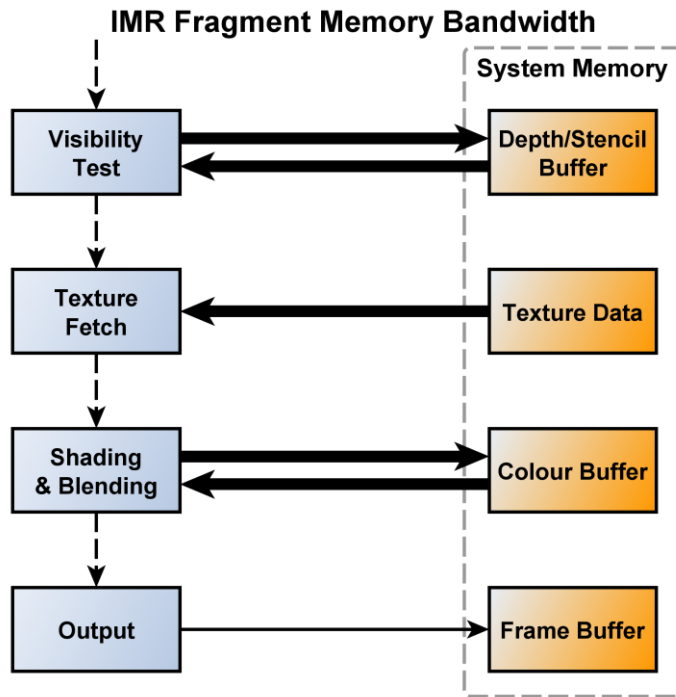 IMR Fragment Memory Bandwidth
System Memory
Visibility
Test
Depth/Stencil
Buffer
Texture
Fetch
Texture Data
Shading
& Blending
Colour Buffer
Output
Frame Buffer